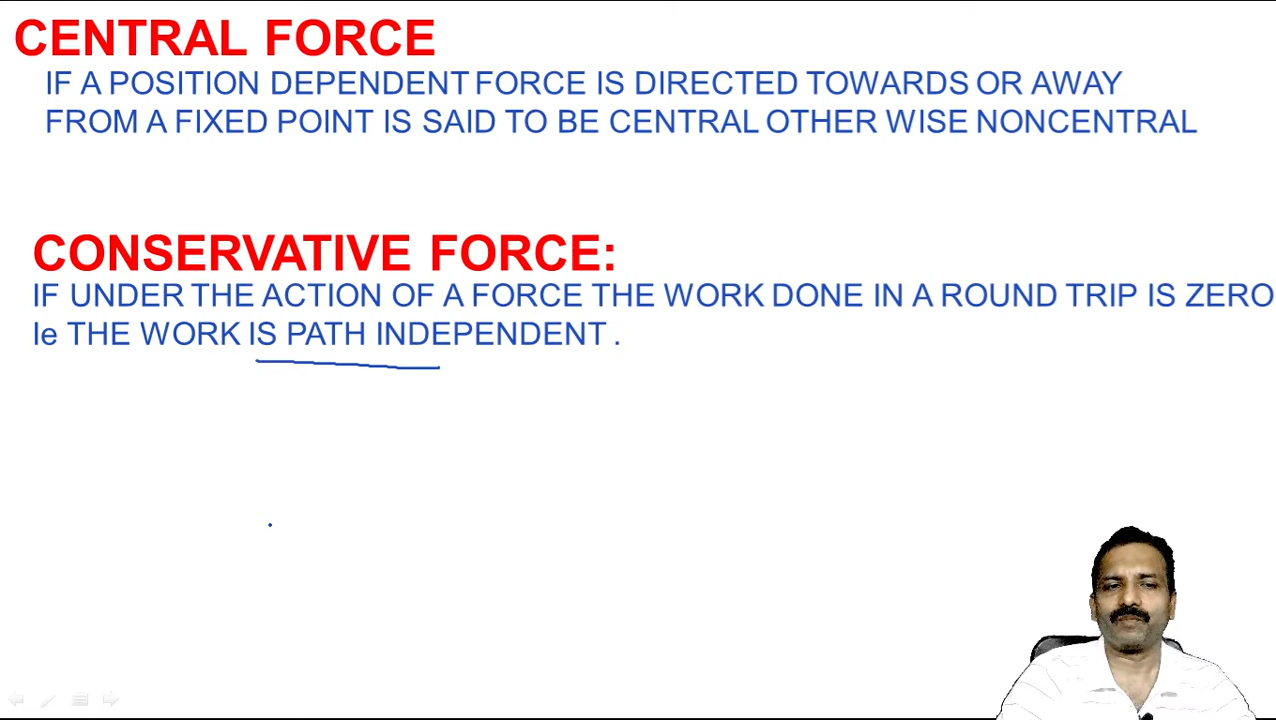 CENTRAL FORCE
IF A POSITION DEPENDENT FORCE IS DIRECTED TOWARDS OR AWAY
FROM A FIXED POINT IS SAID TO BE CENTRAL OTHER WISE NONCENTRAL
CONSERVATIVE FORCE:
IF UNDER THE ACTION OF A FORCE THE WORK DONE IN A ROUND TRIP IS ZERO
Ie THE WORK IS PATH INDEPENDENT .